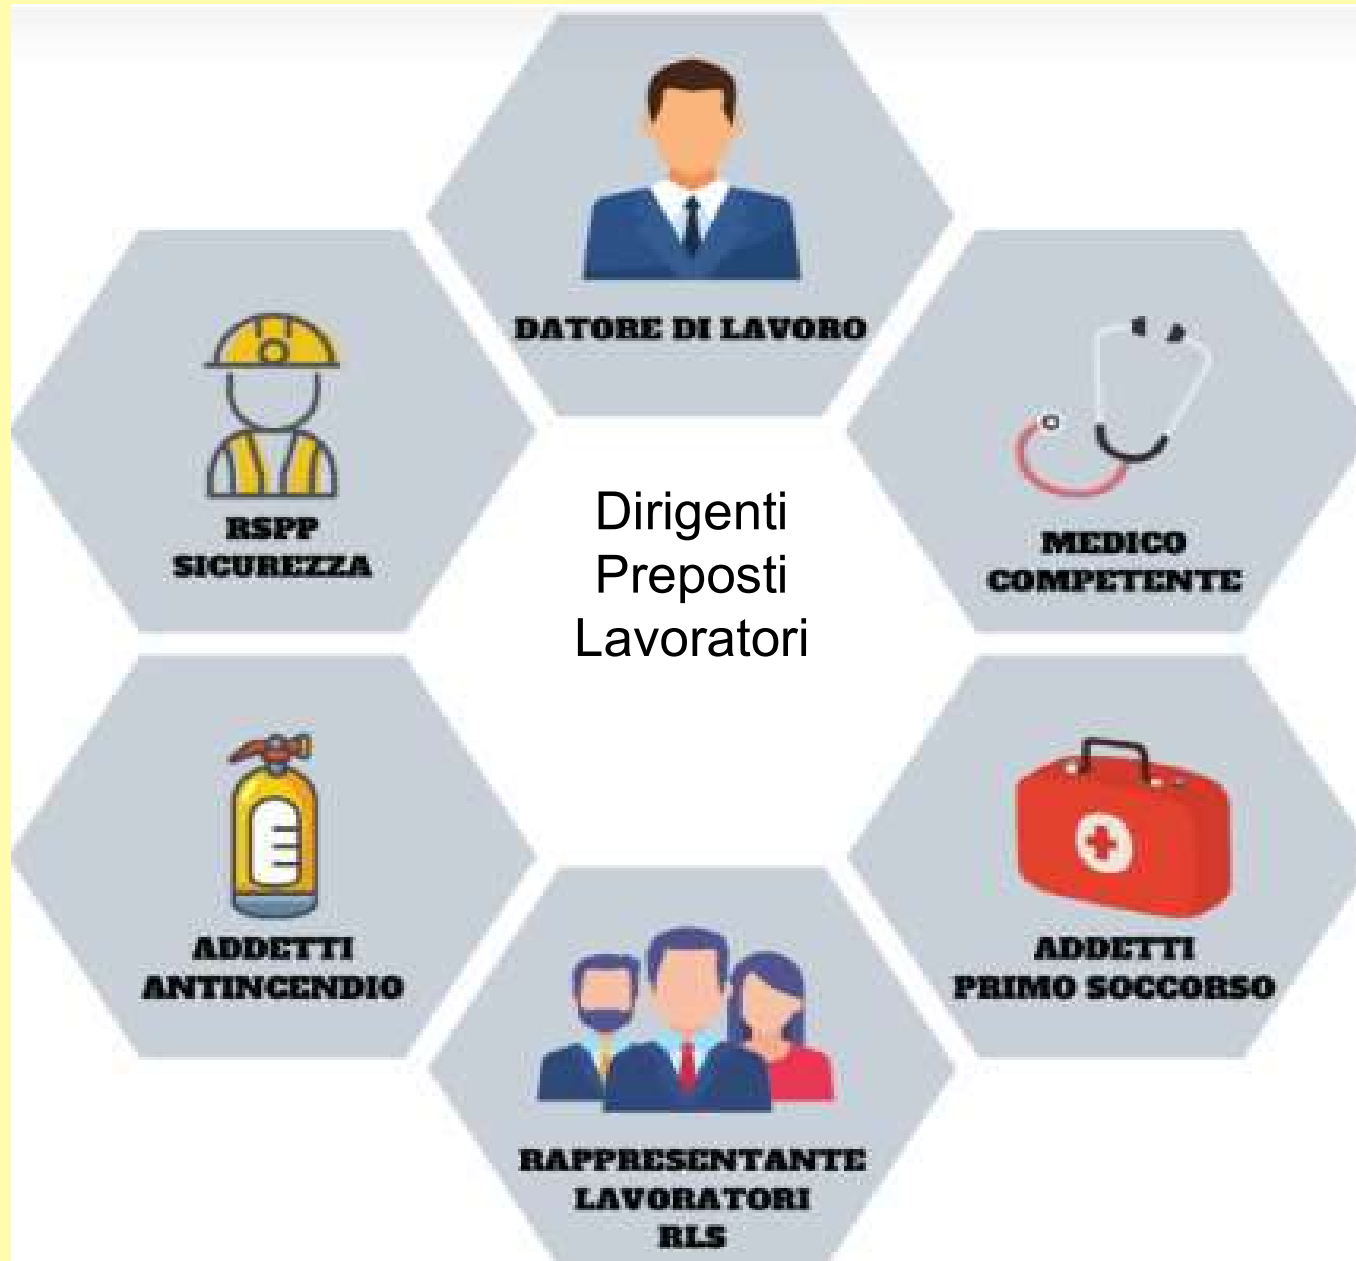 DATORE DI LAVORO
RSPP
SICUREZZA
MEDICO
COMPETENTE
Dirigenti
Preposti
Lavoratori
ADDETTI
ANTINCENDIO
ADDETTI
PRIMO SOCCORSO
RAPPRESENTANTE
LAVORATORI
RLS